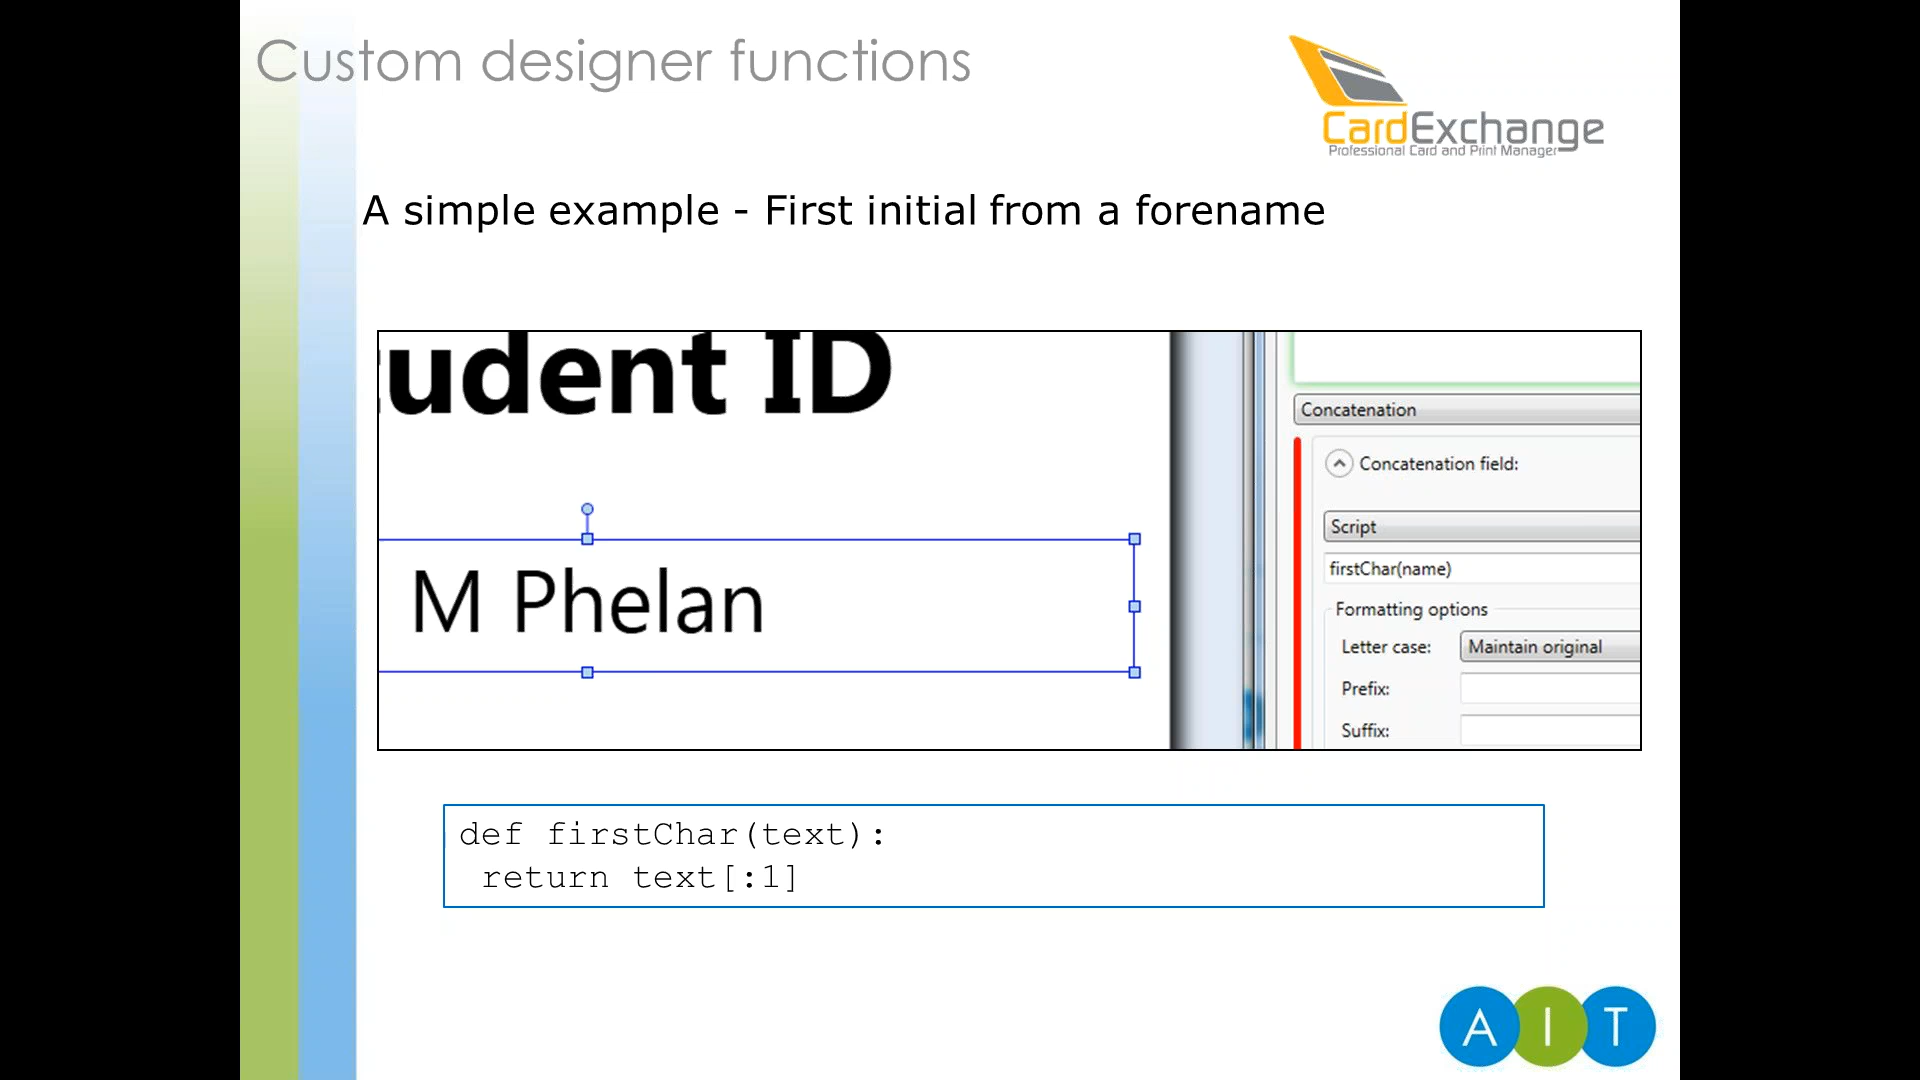 Custom designer functions
CardExchange
Professional Card and Print Manager
A simple example - First initial from a forename
tudent ID
M Phelan
Concatenation
Concatenation field:
Script
firstChar(name)
Formatting options
Letter case: Maintain original
Prefix:
Suffix:
def firstChar(text):
 return text[:1]
A I T